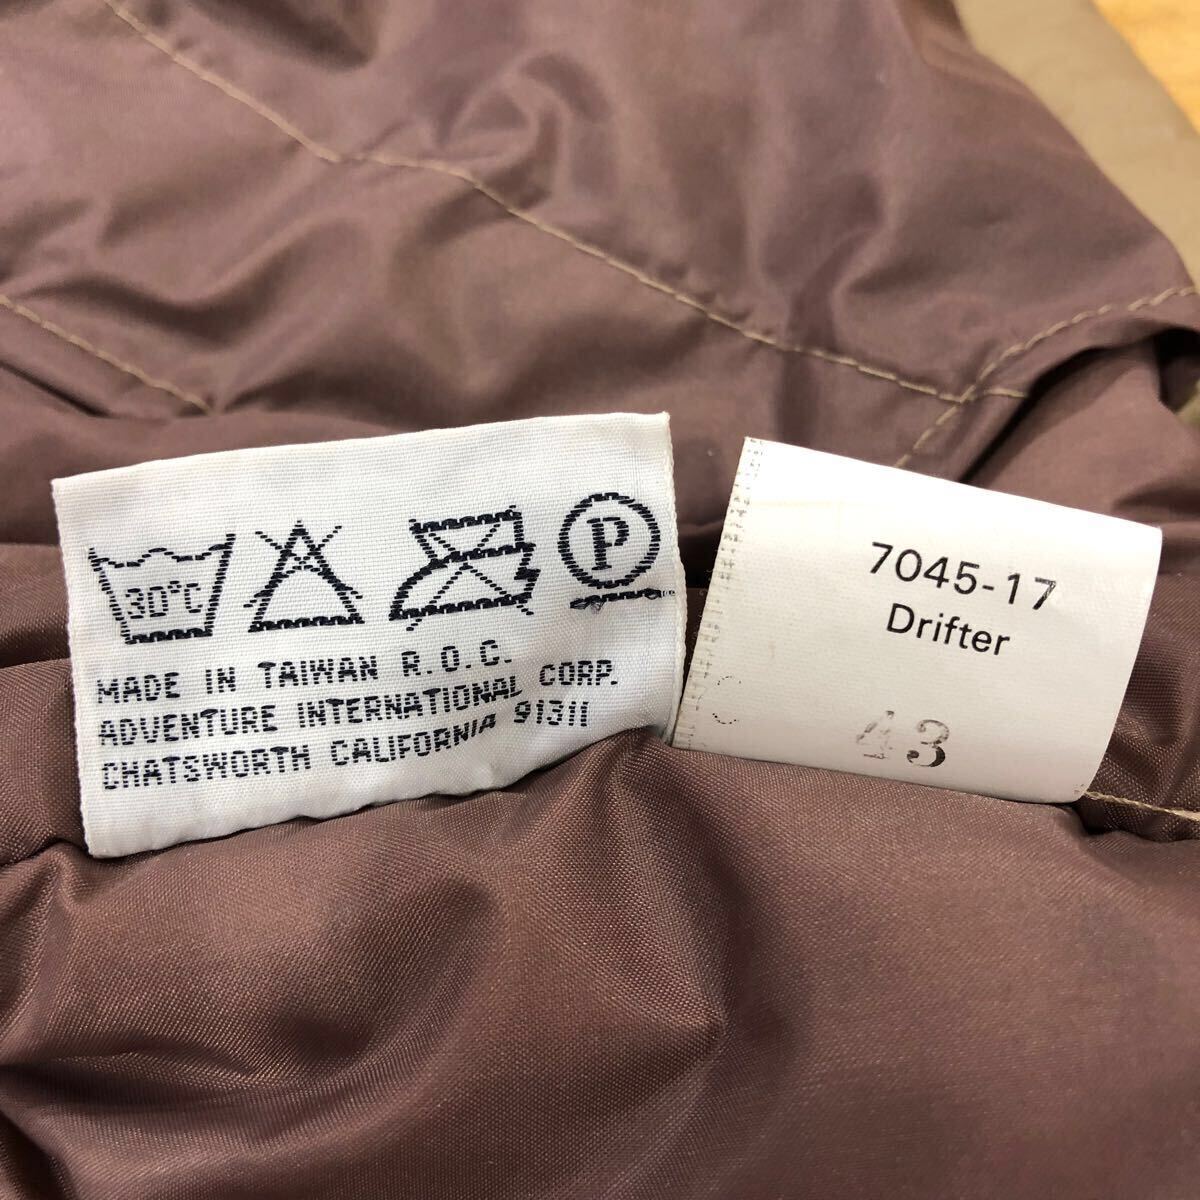 30°C
P
MADE IN TAIWAN R.O.C.
ADVENTURE INTERNATIONAL CORP.
CHATSWORTH CALIFORNIA 91311
7045-17
Drifter
43